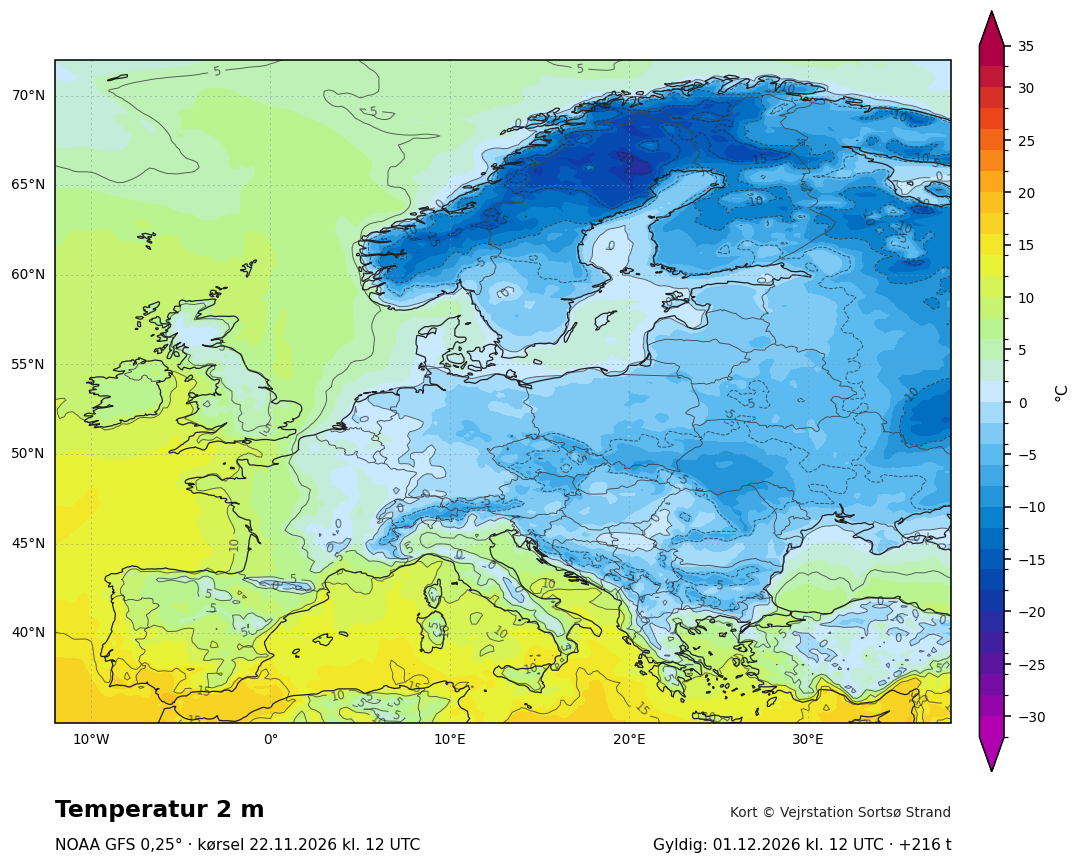 35
30
25
20
15
10
5
0
−5
−10
−15
−20
−25
−30
°C
70°N
65°N
60°N
55°N
50°N
45°N
40°N
10°W
0°
10°E
20°E
30°E
Temperatur 2 m
Kort © Vejrstation Sortsø Strand
NOAA GFS 0,25° · kørsel 22.11.2026 kl. 12 UTC
Gyldig: 01.12.2026 kl. 12 UTC · +216 t